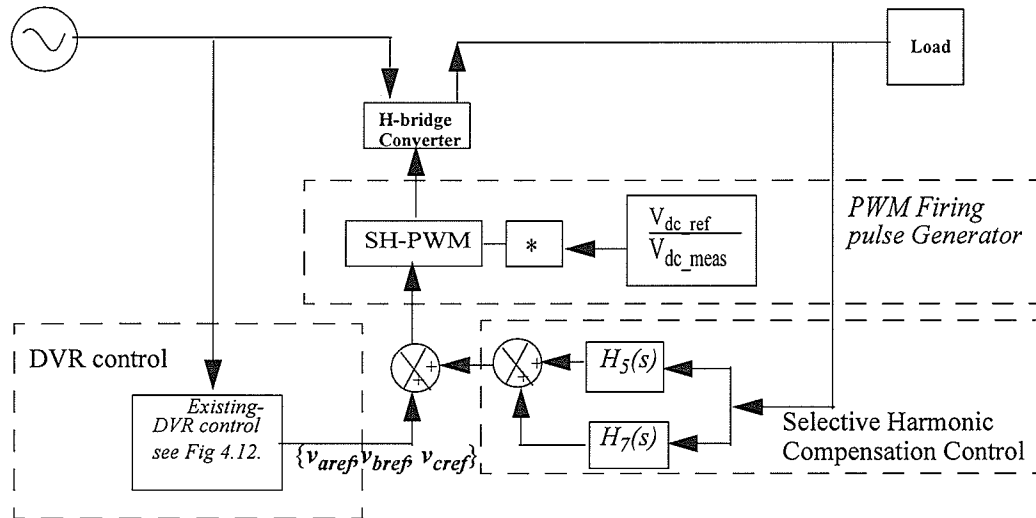 Load
H-bridge
Converter
PWM Firing
pulse Generator
SH-PWM
*
V_dc_ref
V_dc_meas
DVR control
Existing-
DVR control
see Fig 4.12.
{v_aref, v_bref, v_cref}
+
+
+
+
H_5(s)
H_7(s)
Selective Harmonic
Compensation Control